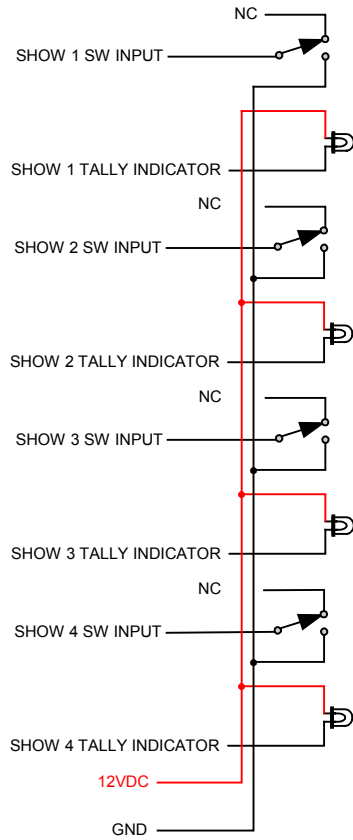 NC
SHOW 1 SW INPUT
SHOW 1 TALLY INDICATOR
NC
SHOW 2 SW INPUT
SHOW 2 TALLY INDICATOR
NC
SHOW 3 SW INPUT
SHOW 3 TALLY INDICATOR
NC
SHOW 4 SW INPUT
SHOW 4 TALLY INDICATOR
12VDC
GND